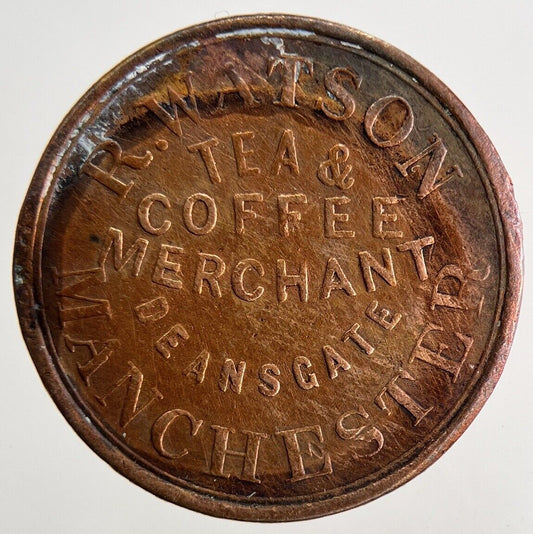 R. WATSON
TEA &
COFFEE
MERCHANT
DEANSGATE
MANCHESTER